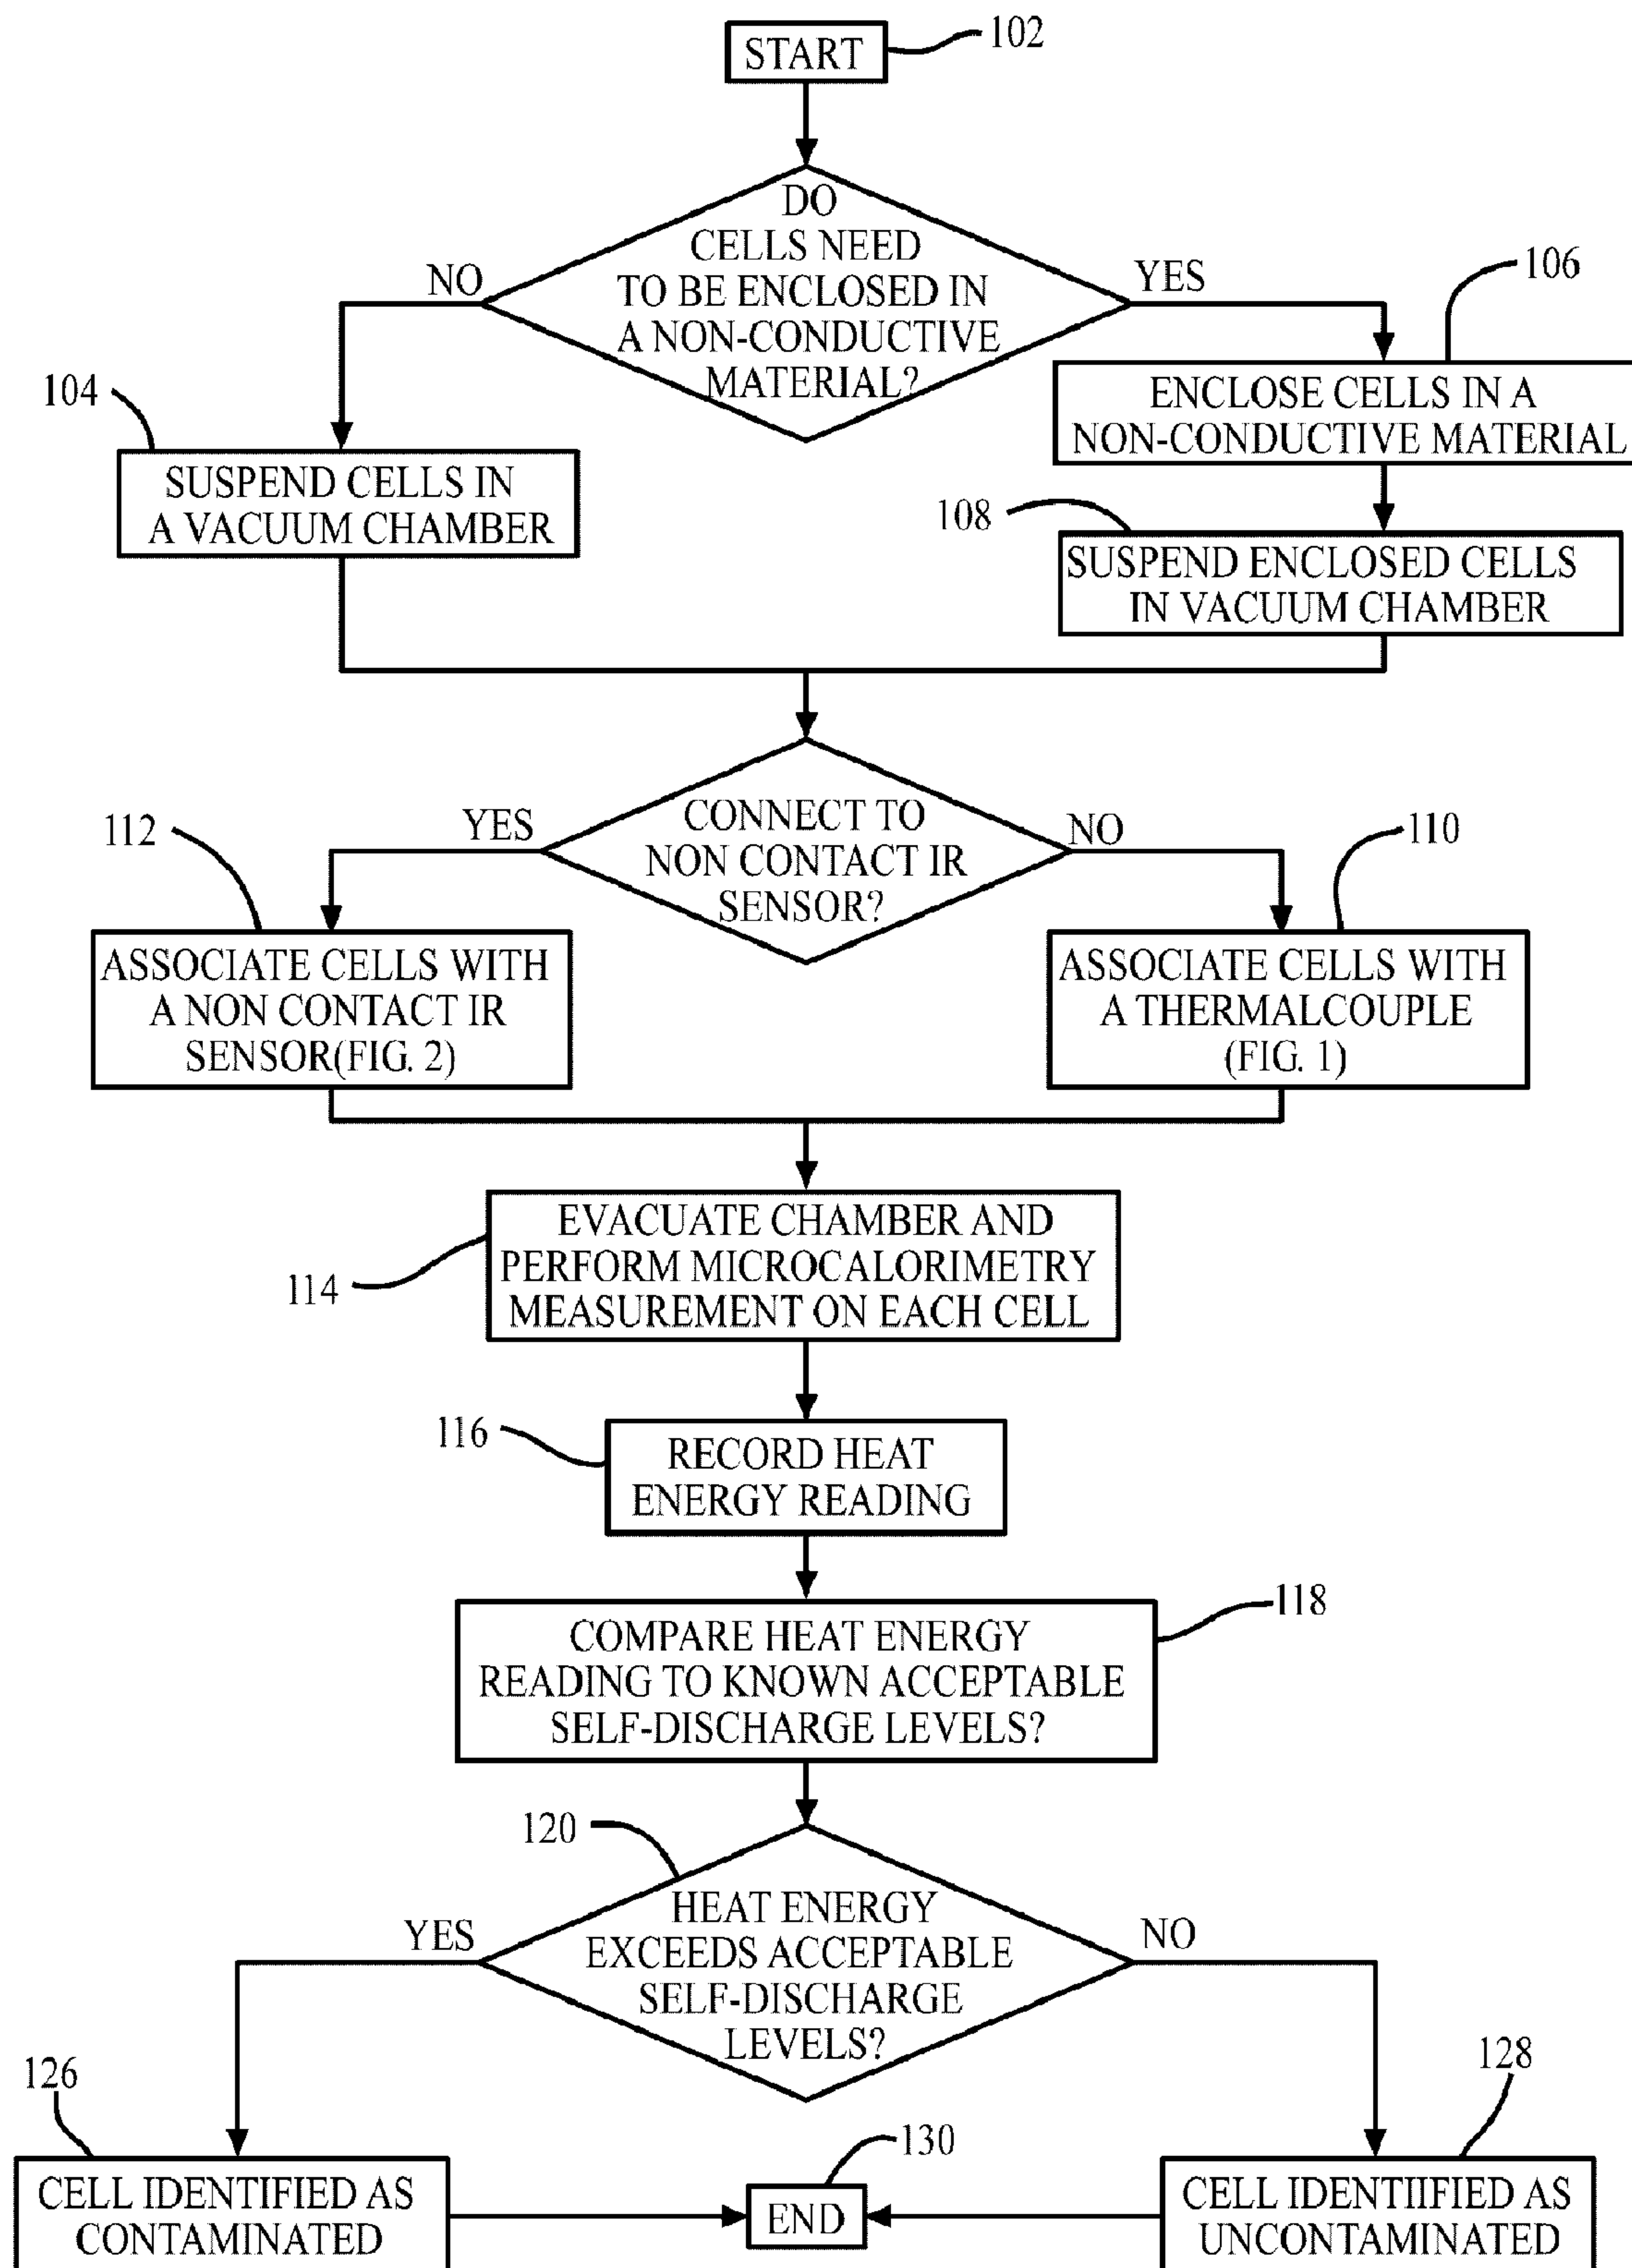 START
102
DO
CELLS NEED
TO BE ENCLOSED IN
A NON-CONDUCTIVE
MATERIAL?
NO
YES
106
104
ENCLOSE CELLS IN A
NON-CONDUCTIVE MATERIAL
SUSPEND CELLS IN
A VACUUM CHAMBER
108
SUSPEND ENCLOSED CELLS
IN VACUUM CHAMBER
CONNECT TO
NON CONTACT IR
SENSOR?
YES
NO
112
110
ASSOCIATE CELLS WITH
A NON CONTACT IR
SENSOR(FIG. 2)
ASSOCIATE CELLS WITH
A THERMALCOUPLE
(FIG. 1)
EVACUATE CHAMBER AND
PERFORM MICROCALORIMETRY
MEASUREMENT ON EACH CELL
114
116
RECORD HEAT
ENERGY READING
118
COMPARE HEAT ENERGY
READING TO KNOWN ACCEPTABLE
SELF-DISCHARGE LEVELS?
120
HEAT ENERGY
EXCEEDS ACCEPTABLE
SELF-DISCHARGE
LEVELS?
YES
NO
126
128
130
CELL IDENTIFIED AS
CONTAMINATED
END
CELL IDENTIIFIED AS
UNCONTAMINATED